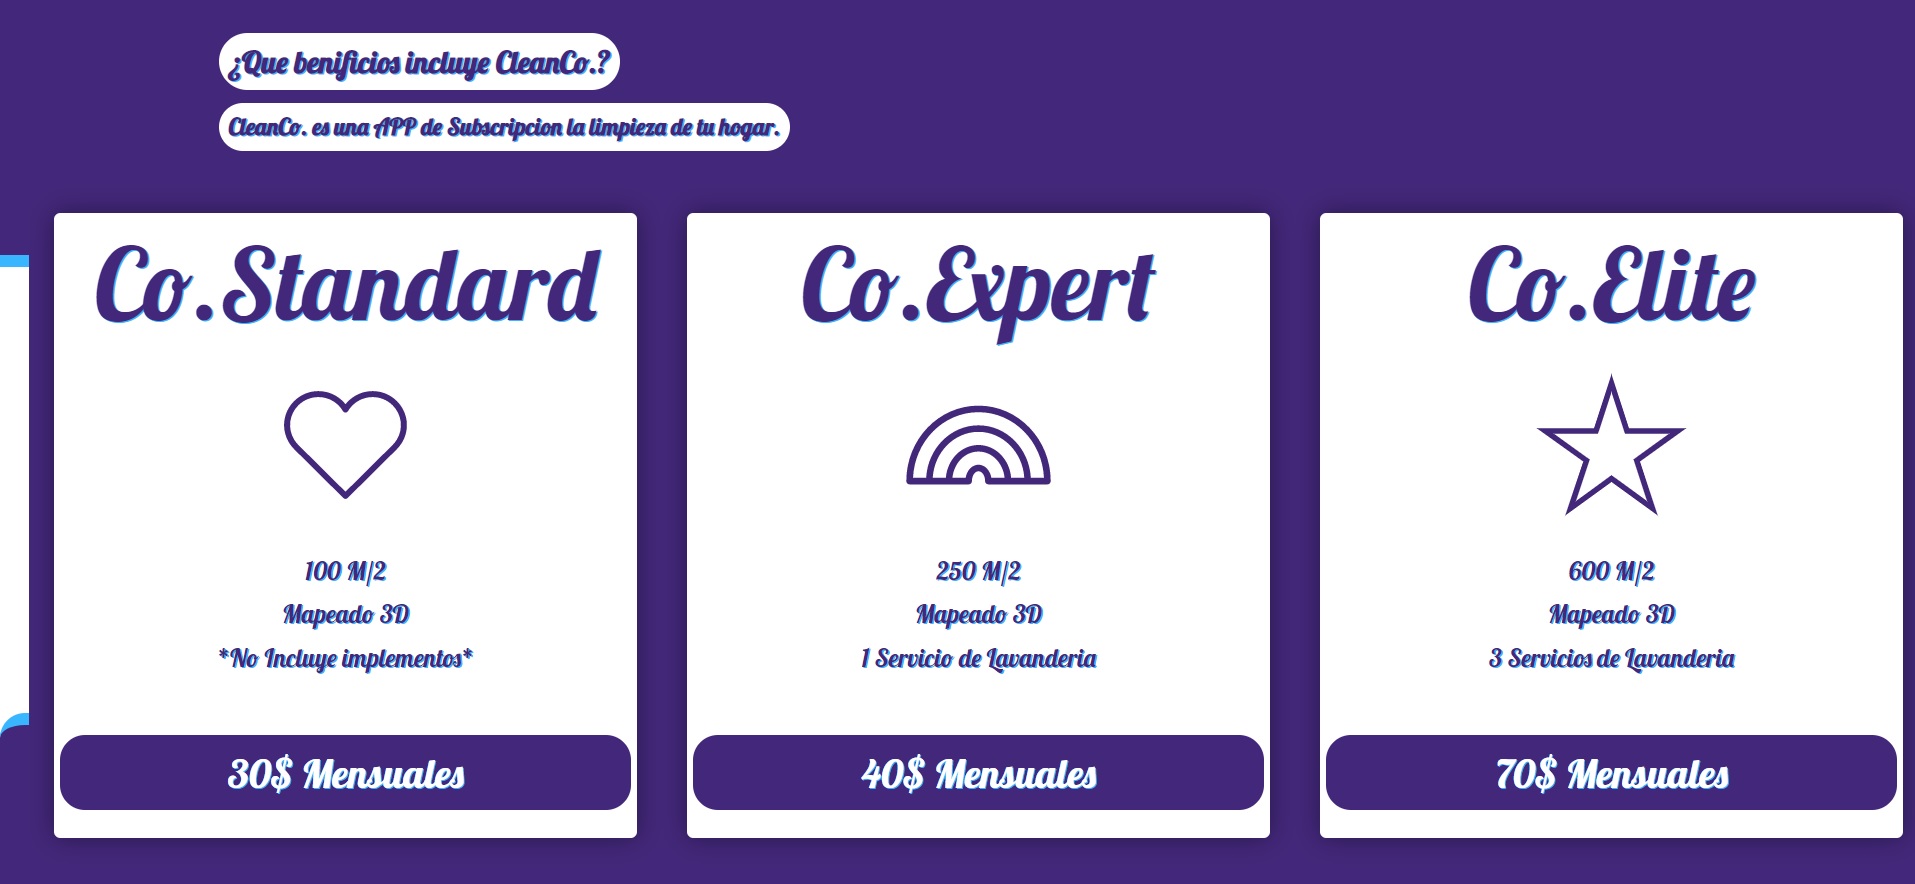 ¿Que benificios incluye CleanCo.?
CleanCo. es una APP de Subscripcion la limpieza de tu hogar.
Co.Standard
100 M/2
Mapeado 3D
*No Incluye implementos*
30$ Mensuales
Co.Expert
250 M/2
Mapeado 3D
1 Servicio de Lavanderia
40$ Mensuales
Co.Elite
600 M/2
Mapeado 3D
3 Servicios de Lavanderia
70$ Mensuales